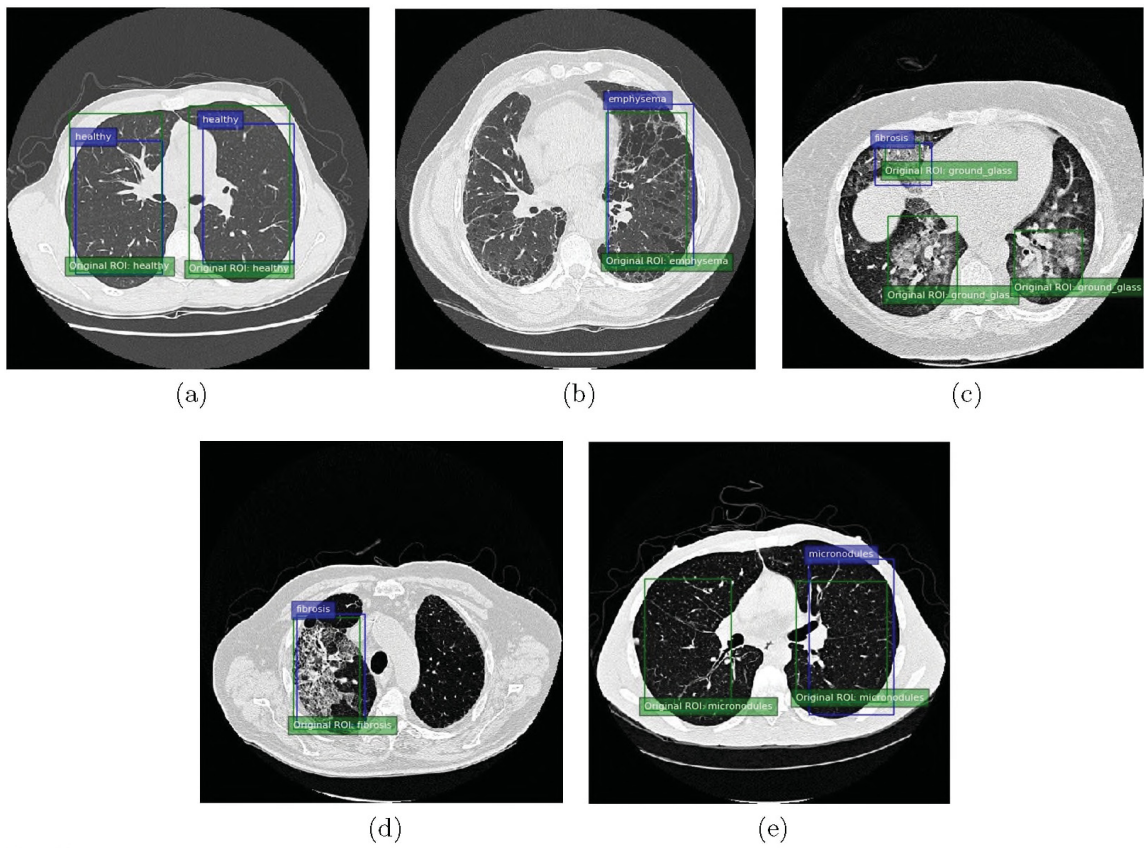 healthy
healthy
Original ROI: healthy
Original ROI: healthy
(a)
emphysema
Original ROI: emphysema
(b)
fibrosis
Original ROI: ground_glass
Original ROI: ground_glass
Original ROI: ground_glass
(c)
fibrosis
Original ROI: fibrosis
(d)
micronodules
Original ROI: micronodules
Original ROI: micronodules
(e)